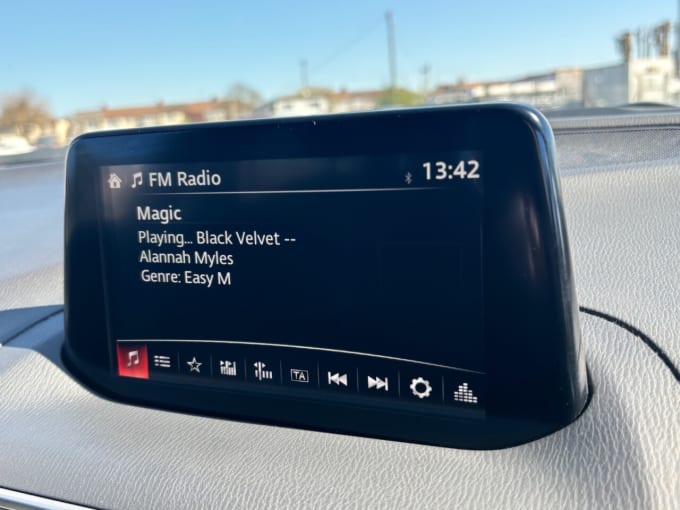 FM Radio 13:42
Magic
Playing... Black Velvet --
Alannah Myles
Genre: Easy M
TA